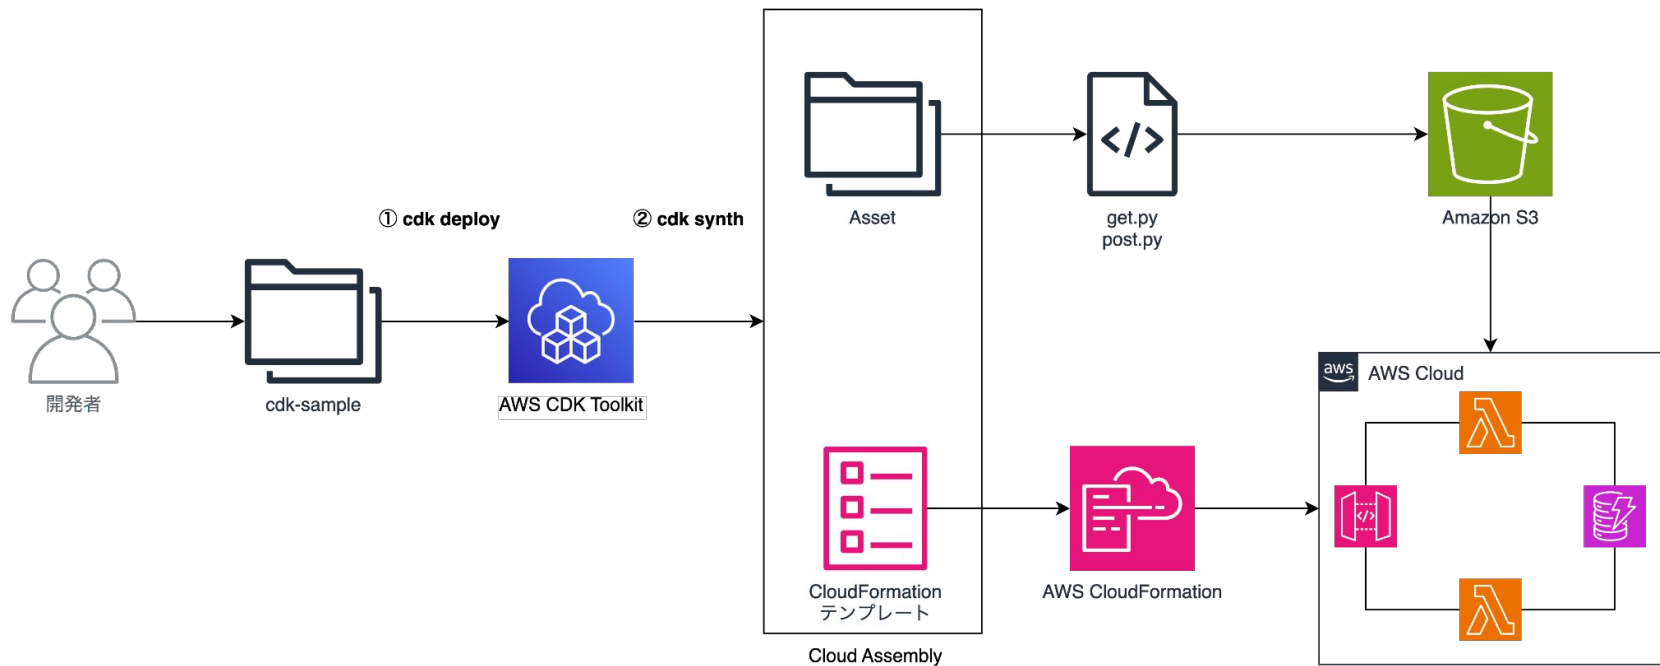 ① cdk deploy
② cdk synth
開発者
cdk-sample
AWS CDK Toolkit
Asset
get.py
post.py
Amazon S3
CloudFormation
テンプレート
Cloud Assembly
AWS CloudFormation
aws
AWS Cloud